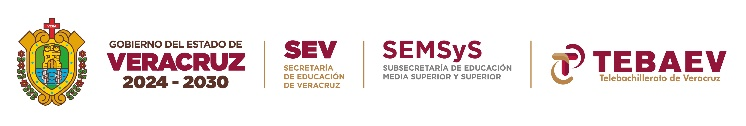 GOBIERNO DEL ESTADO DE
VERACRUZ
2024 - 2030
SEV
SECRETARÍA
DE EDUCACIÓN
DE VERACRUZ
SEMSyS
SUBSECRETARÍA DE EDUCACIÓN
MEDIA SUPERIOR Y SUPERIOR
TEBAEV
Telebachillerato de Veracruz